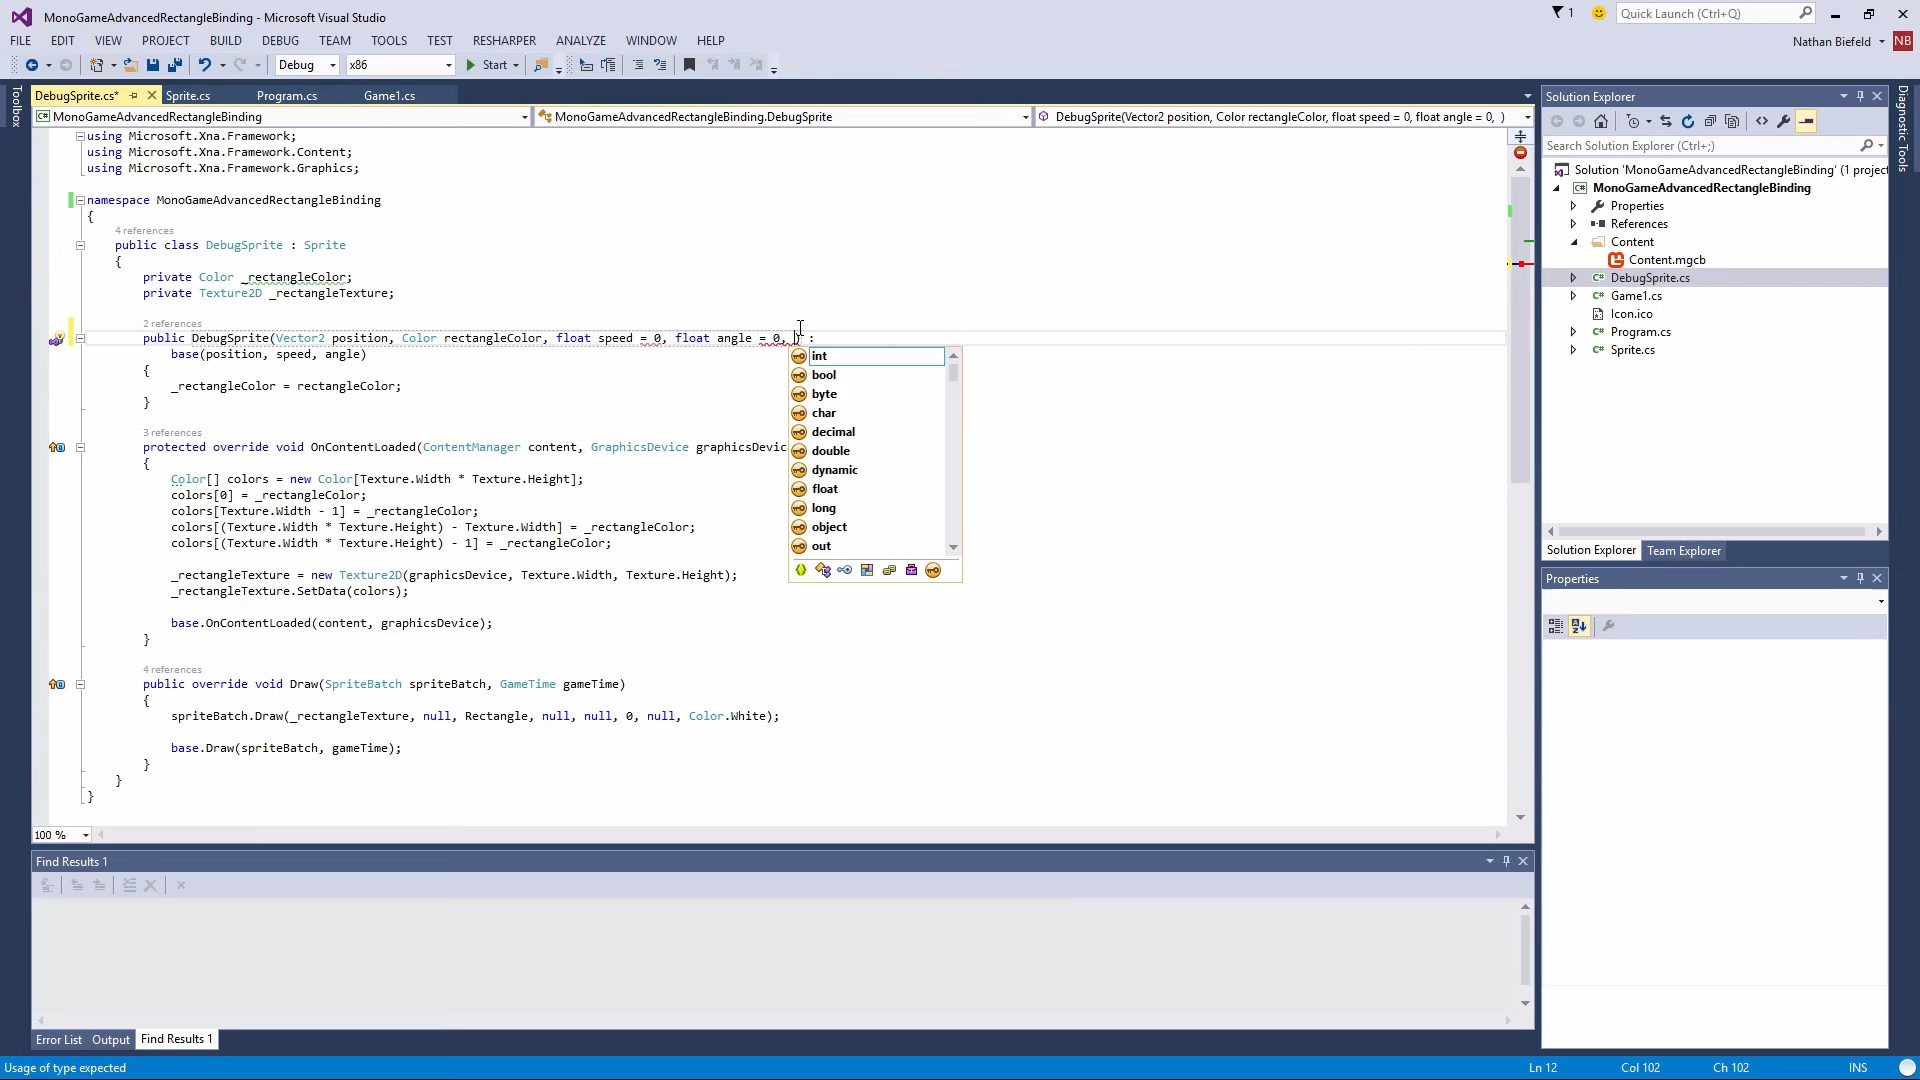 MonoGameAdvancedRectangleBinding - Microsoft Visual Studio
1
Quick Launch (Ctrl+Q)
FILE EDIT VIEW PROJECT BUILD DEBUG TEAM TOOLS TEST RESHARPER ANALYZE WINDOW HELP
Nathan Biefeld NB
Debug x86 Start
Toolbox
DebugSprite.cs* Sprite.cs Program.cs Game1.cs
MonoGameAdvancedRectangleBinding MonoGameAdvancedRectangleBinding.DebugSprite DebugSprite(Vector2 position, Color rectangleColor, float speed = 0, float angle = 0, )
using Microsoft.Xna.Framework;
using Microsoft.Xna.Framework.Content;
using Microsoft.Xna.Framework.Graphics;
namespace MonoGameAdvancedRectangleBinding
{
4 references
public class DebugSprite : Sprite
{
private Color _rectangleColor;
private Texture2D _rectangleTexture;
2 references
public DebugSprite(Vector2 position, Color rectangleColor, float speed = 0, float angle = 0, ) :
base(position, speed, angle)
{
_rectangleColor = rectangleColor;
}
3 references
protected override void OnContentLoaded(ContentManager content, GraphicsDevice graphicsDevic
{
Color[] colors = new Color[Texture.Width * Texture.Height];
colors[0] = _rectangleColor;
colors[Texture.Width - 1] = _rectangleColor;
colors[(Texture.Width * Texture.Height) - Texture.Width] = _rectangleColor;
colors[(Texture.Width * Texture.Height) - 1] = _rectangleColor;
_rectangleTexture = new Texture2D(graphicsDevice, Texture.Width, Texture.Height);
_rectangleTexture.SetData(colors);
base.OnContentLoaded(content, graphicsDevice);
}
4 references
public override void Draw(SpriteBatch spriteBatch, GameTime gameTime)
{
spriteBatch.Draw(_rectangleTexture, null, Rectangle, null, null, 0, null, Color.White);
base.Draw(spriteBatch, gameTime);
}
}
}
int
bool
byte
char
decimal
double
dynamic
float
long
object
out
100 %
Find Results 1
Error List Output Find Results 1
Solution Explorer
Search Solution Explorer (Ctrl+;)
Solution 'MonoGameAdvancedRectangleBinding' (1 project
MonoGameAdvancedRectangleBinding
Properties
References
Content
Content.mgcb
DebugSprite.cs
Game1.cs
Icon.ico
Program.cs
Sprite.cs
Solution Explorer Team Explorer
Properties
Diagnostic Tools
Usage of type expected Ln 12 Col 102 Ch 102 INS